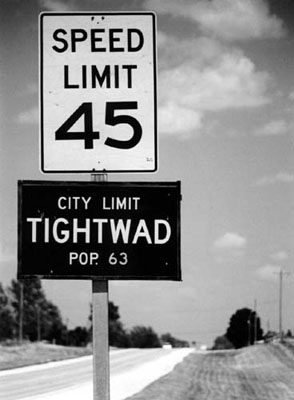 SPEED
LIMIT
45
CITY LIMIT
TIGHTWAD
POP. 63